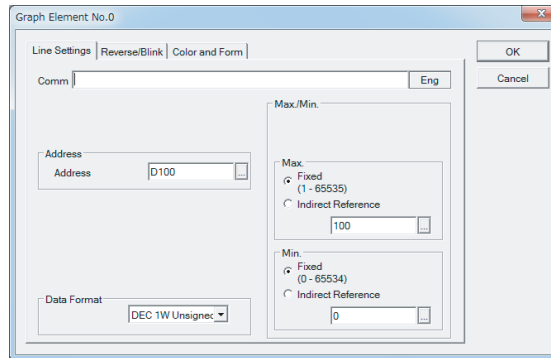 Graph Element No.0
Line Settings Reverse/Blink Color and Form
OK
Cancel
Comm Eng
Max./Min.
Address
Address D100 ...
Max.
Fixed
(1 - 65535)
Indirect Reference
100 ...
Min.
Fixed
(0 - 65534)
Indirect Reference
0 ...
Data Format
DEC 1W Unsigned